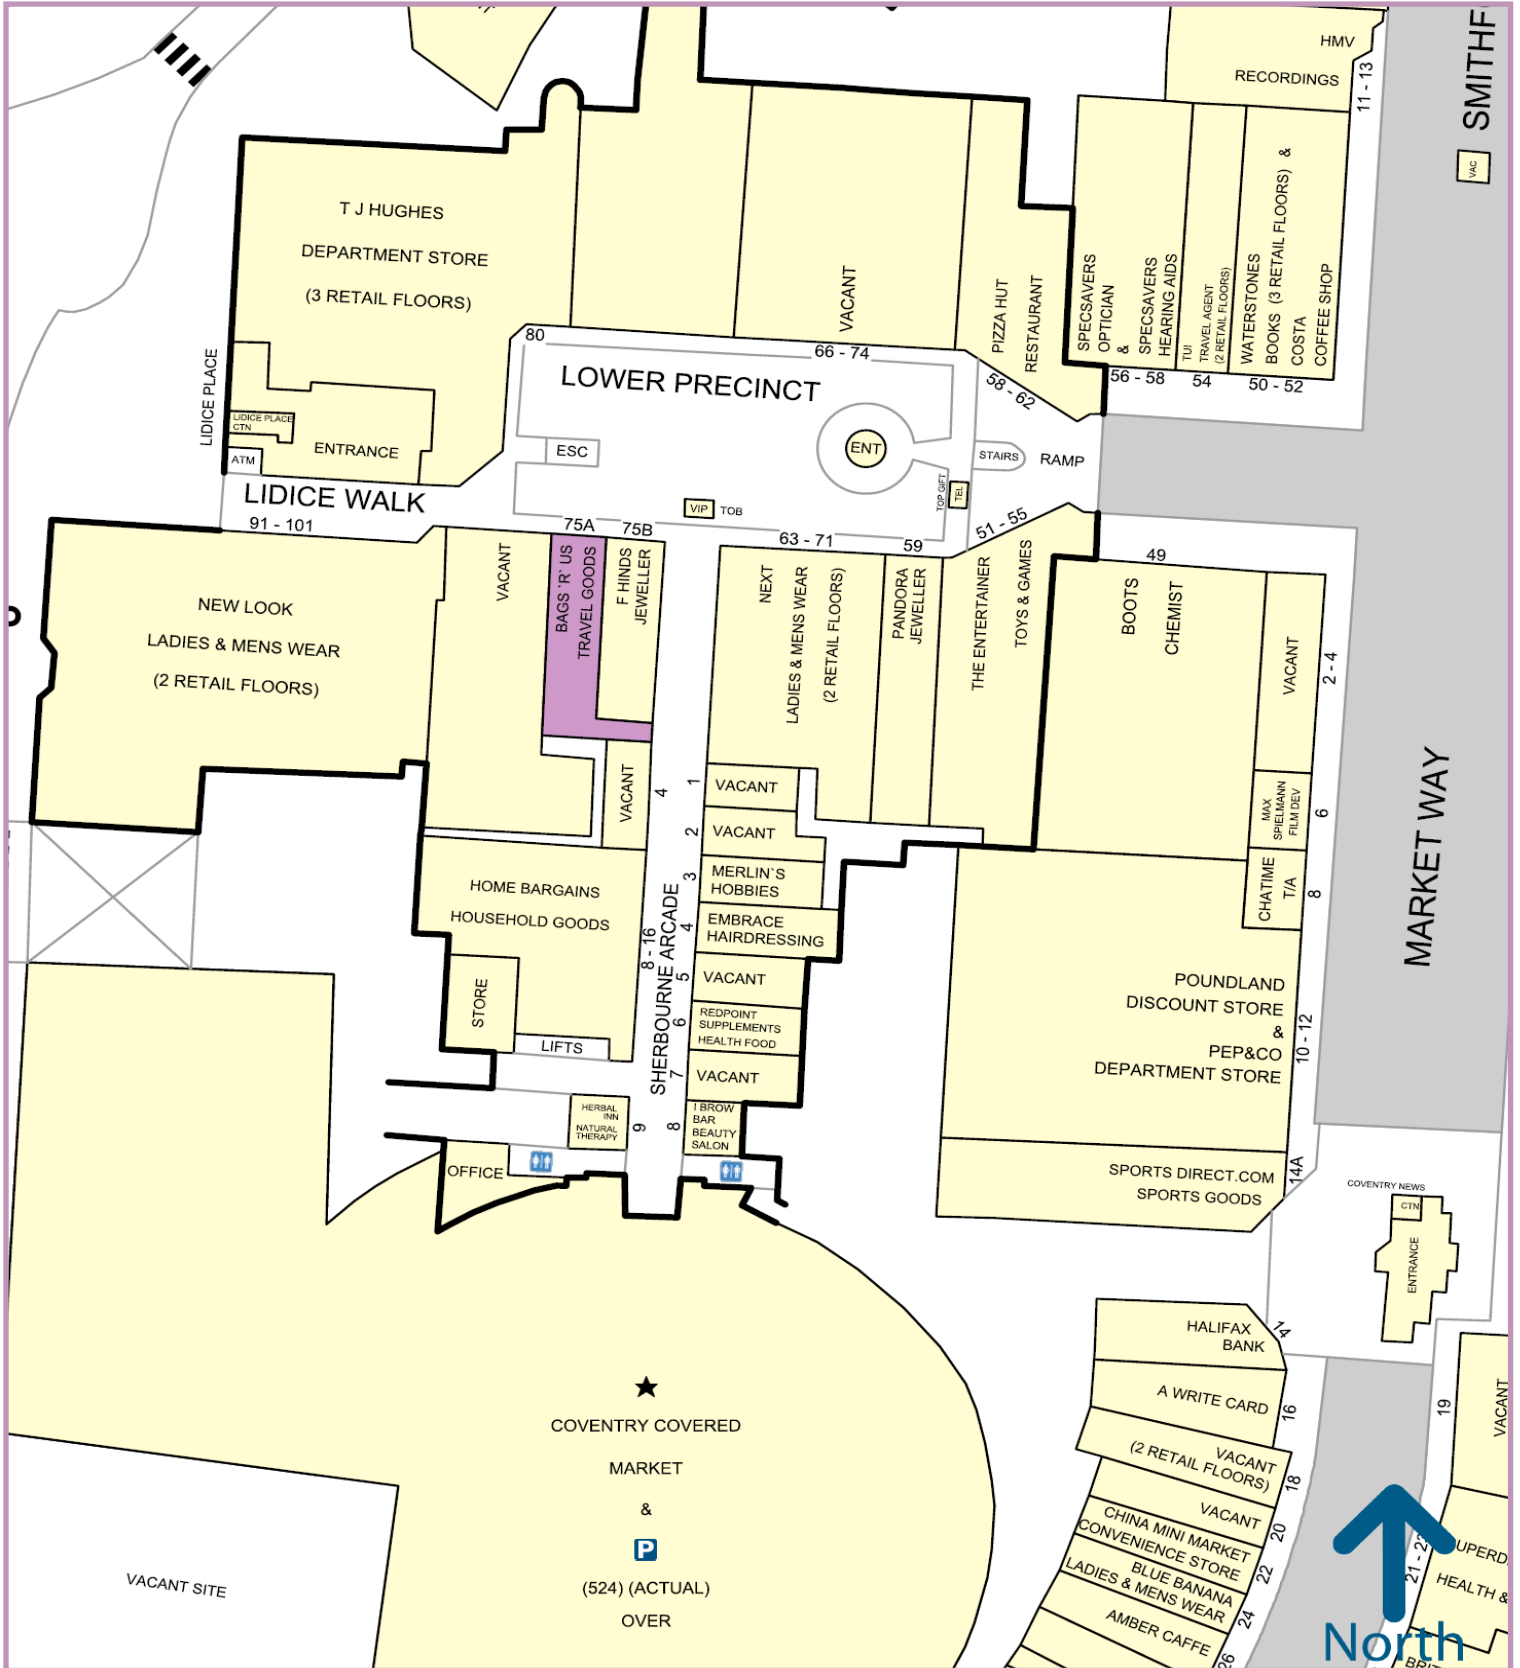 HMV
RECORDINGS
11 - 13
SMITHF
VAC
T J HUGHES
DEPARTMENT STORE
(3 RETAIL FLOORS)
VACANT
PIZZA HUT
RESTAURANT
SPECSAVERS
OPTICIAN
&
SPECSAVERS
HEARING AIDS
TUI
TRAVEL AGENT
(2 RETAIL FLOORS)
WATERSTONES
BOOKS (3 RETAIL FLOORS) &
COSTA
COFFEE SHOP
80
66 - 74
58 - 62
56 - 58
54
50 - 52
LOWER PRECINCT
LIDICE PLACE
LIDICE PLACE
CTN
ENTRANCE
ATM
ESC
ENT
STAIRS
RAMP
TOP GIFT
TEL
VIP
TOB
LIDICE WALK
91 - 101
75A
75B
63 - 71
59
51 - 55
49
NEW LOOK
LADIES & MENS WEAR
(2 RETAIL FLOORS)
VACANT
BAGS `R` US
TRAVEL GOODS
F HINDS
JEWELLER
NEXT
LADIES & MENS WEAR
(2 RETAIL FLOORS)
PANDORA
JEWELLER
THE ENTERTAINER
TOYS & GAMES
BOOTS
CHEMIST
VACANT
2 - 4
VACANT
4
1
VACANT
2
VACANT
3
MERLIN`S
HOBBIES
4
EMBRACE
HAIRDRESSING
5
VACANT
6
REDPOINT
SUPPLEMENTS
HEALTH FOOD
7
VACANT
8
I BROW
BAR
BEAUTY
SALON
HOME BARGAINS
HOUSEHOLD GOODS
8 - 16
SHERBOURNE ARCADE
STORE
LIFTS
HERBAL
INN
NATURAL
THERAPY
9
OFFICE
MAX
SPIELMANN
FILM DEV
6
CHATIME
T/A
8
MARKET WAY
POUNDLAND
DISCOUNT STORE
&
PEP&CO
DEPARTMENT STORE
10 - 12
SPORTS DIRECT.COM
SPORTS GOODS
14A
COVENTRY NEWS
CTN
ENTRANCE
HALIFAX
BANK
14
A WRITE CARD
16
VACANT
(2 RETAIL FLOORS)
18
VACANT
20
CHINA MINI MARKET
CONVENIENCE STORE
22
BLUE BANANA
LADIES & MENS WEAR
24
AMBER CAFFE
26
19
VACANT
21 - 23
UPERD
HEALTH &
BRIT
COVENTRY COVERED
MARKET
&
P
(524) (ACTUAL)
OVER
VACANT SITE
North